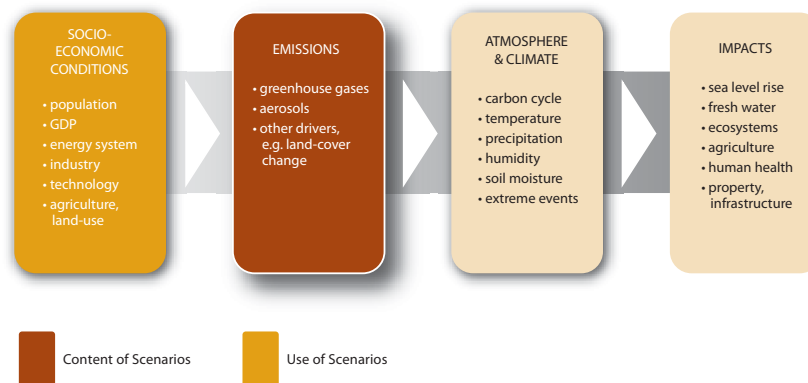 SOCIO-
ECONOMIC
CONDITIONS
• population
• GDP
• energy system
• industry
• technology
• agriculture,
land-use
EMISSIONS
• greenhouse gases
• aerosols
• other drivers,
e.g. land-cover
change
ATMOSPHERE
& CLIMATE
• carbon cycle
• temperature
• precipitation
• humidity
• soil moisture
• extreme events
IMPACTS
• sea level rise
• fresh water
• ecosystems
• agriculture
• human health
• property,
infrastructure
Content of Scenarios
Use of Scenarios